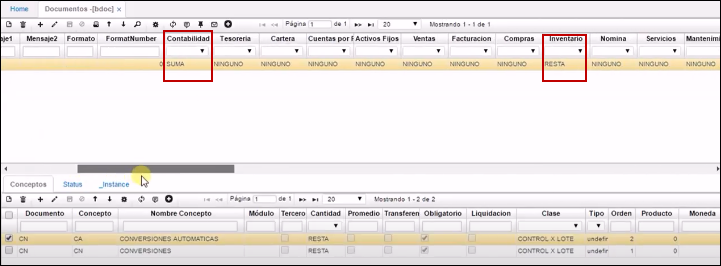 Home Documentos -[bdoc] ×
Página 1 de 1 20 Mostrando 1 - 1 de 1
aje1 Mensaje2 Formato FormatNumber Contabilidad Tesoreria Cartera Cuentas por F Activos Fijos Ventas Facturacion Compras Inventario Nomina Servicios Mantenimi
0 SUMA NINGUNO NINGUNO NINGUNO NINGUNO NINGUNO NINGUNO NINGUNO RESTA NINGUNO NINGUNO NINGUNO
Conceptos Status _Instance
Página 1 de 1 20 Mostrando 1 - 2 de 2
Documento Concepto Nombre Concepto Módulo Tercero Cantidad Promedio Transferen Obligatorio Liquidacion Clase Tipo Orden Producto Moneda
CN CA CONVERSIONES AUTOMATICAS RESTA CONTROL X LOTE undefir 2 0
CN CN CONVERSIONES RESTA CONTROL X LOTE undefir 1 0